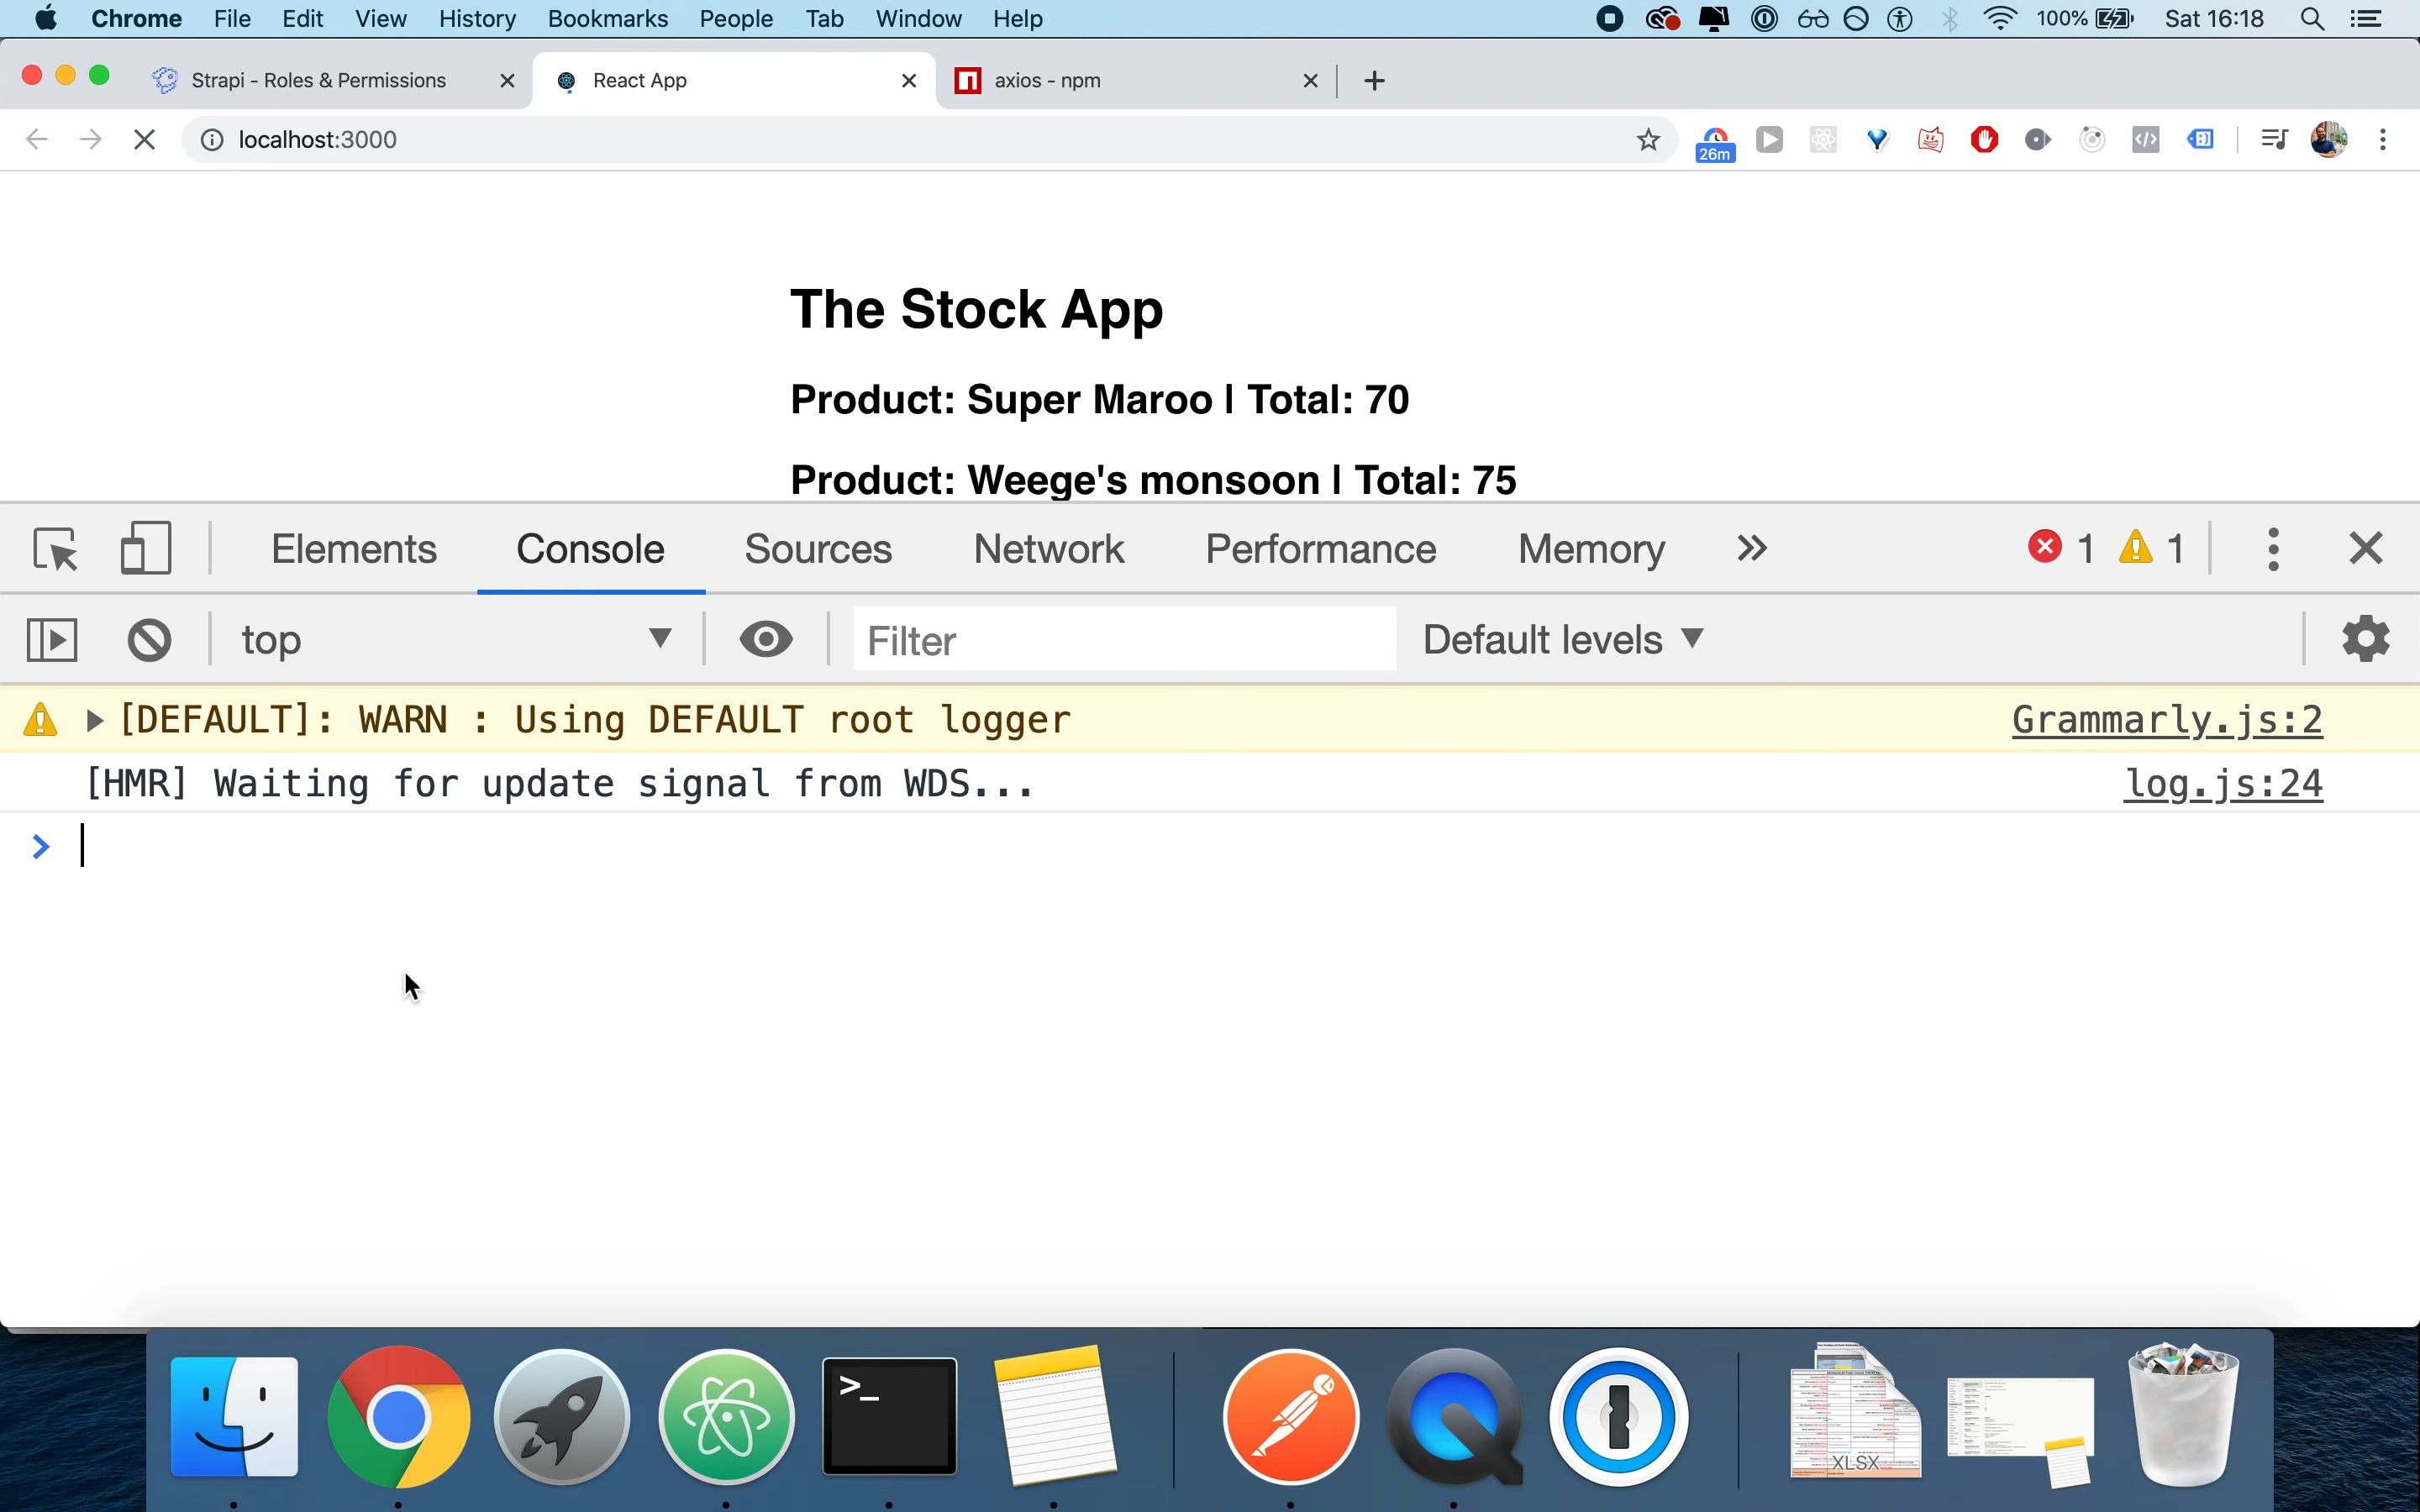 Chrome File Edit View History Bookmarks People Tab Window Help 100% Sat 16:18
Strapi - Roles & Permissions React App axios - npm
localhost:3000 26m
The Stock App
Product: Super Maroo | Total: 70
Product: Weege's monsoon | Total: 75
Elements Console Sources Network Performance Memory 1 1
top Filter Default levels
[DEFAULT]: WARN : Using DEFAULT root logger Grammarly.js:2
[HMR] Waiting for update signal from WDS... log.js:24
XLSX